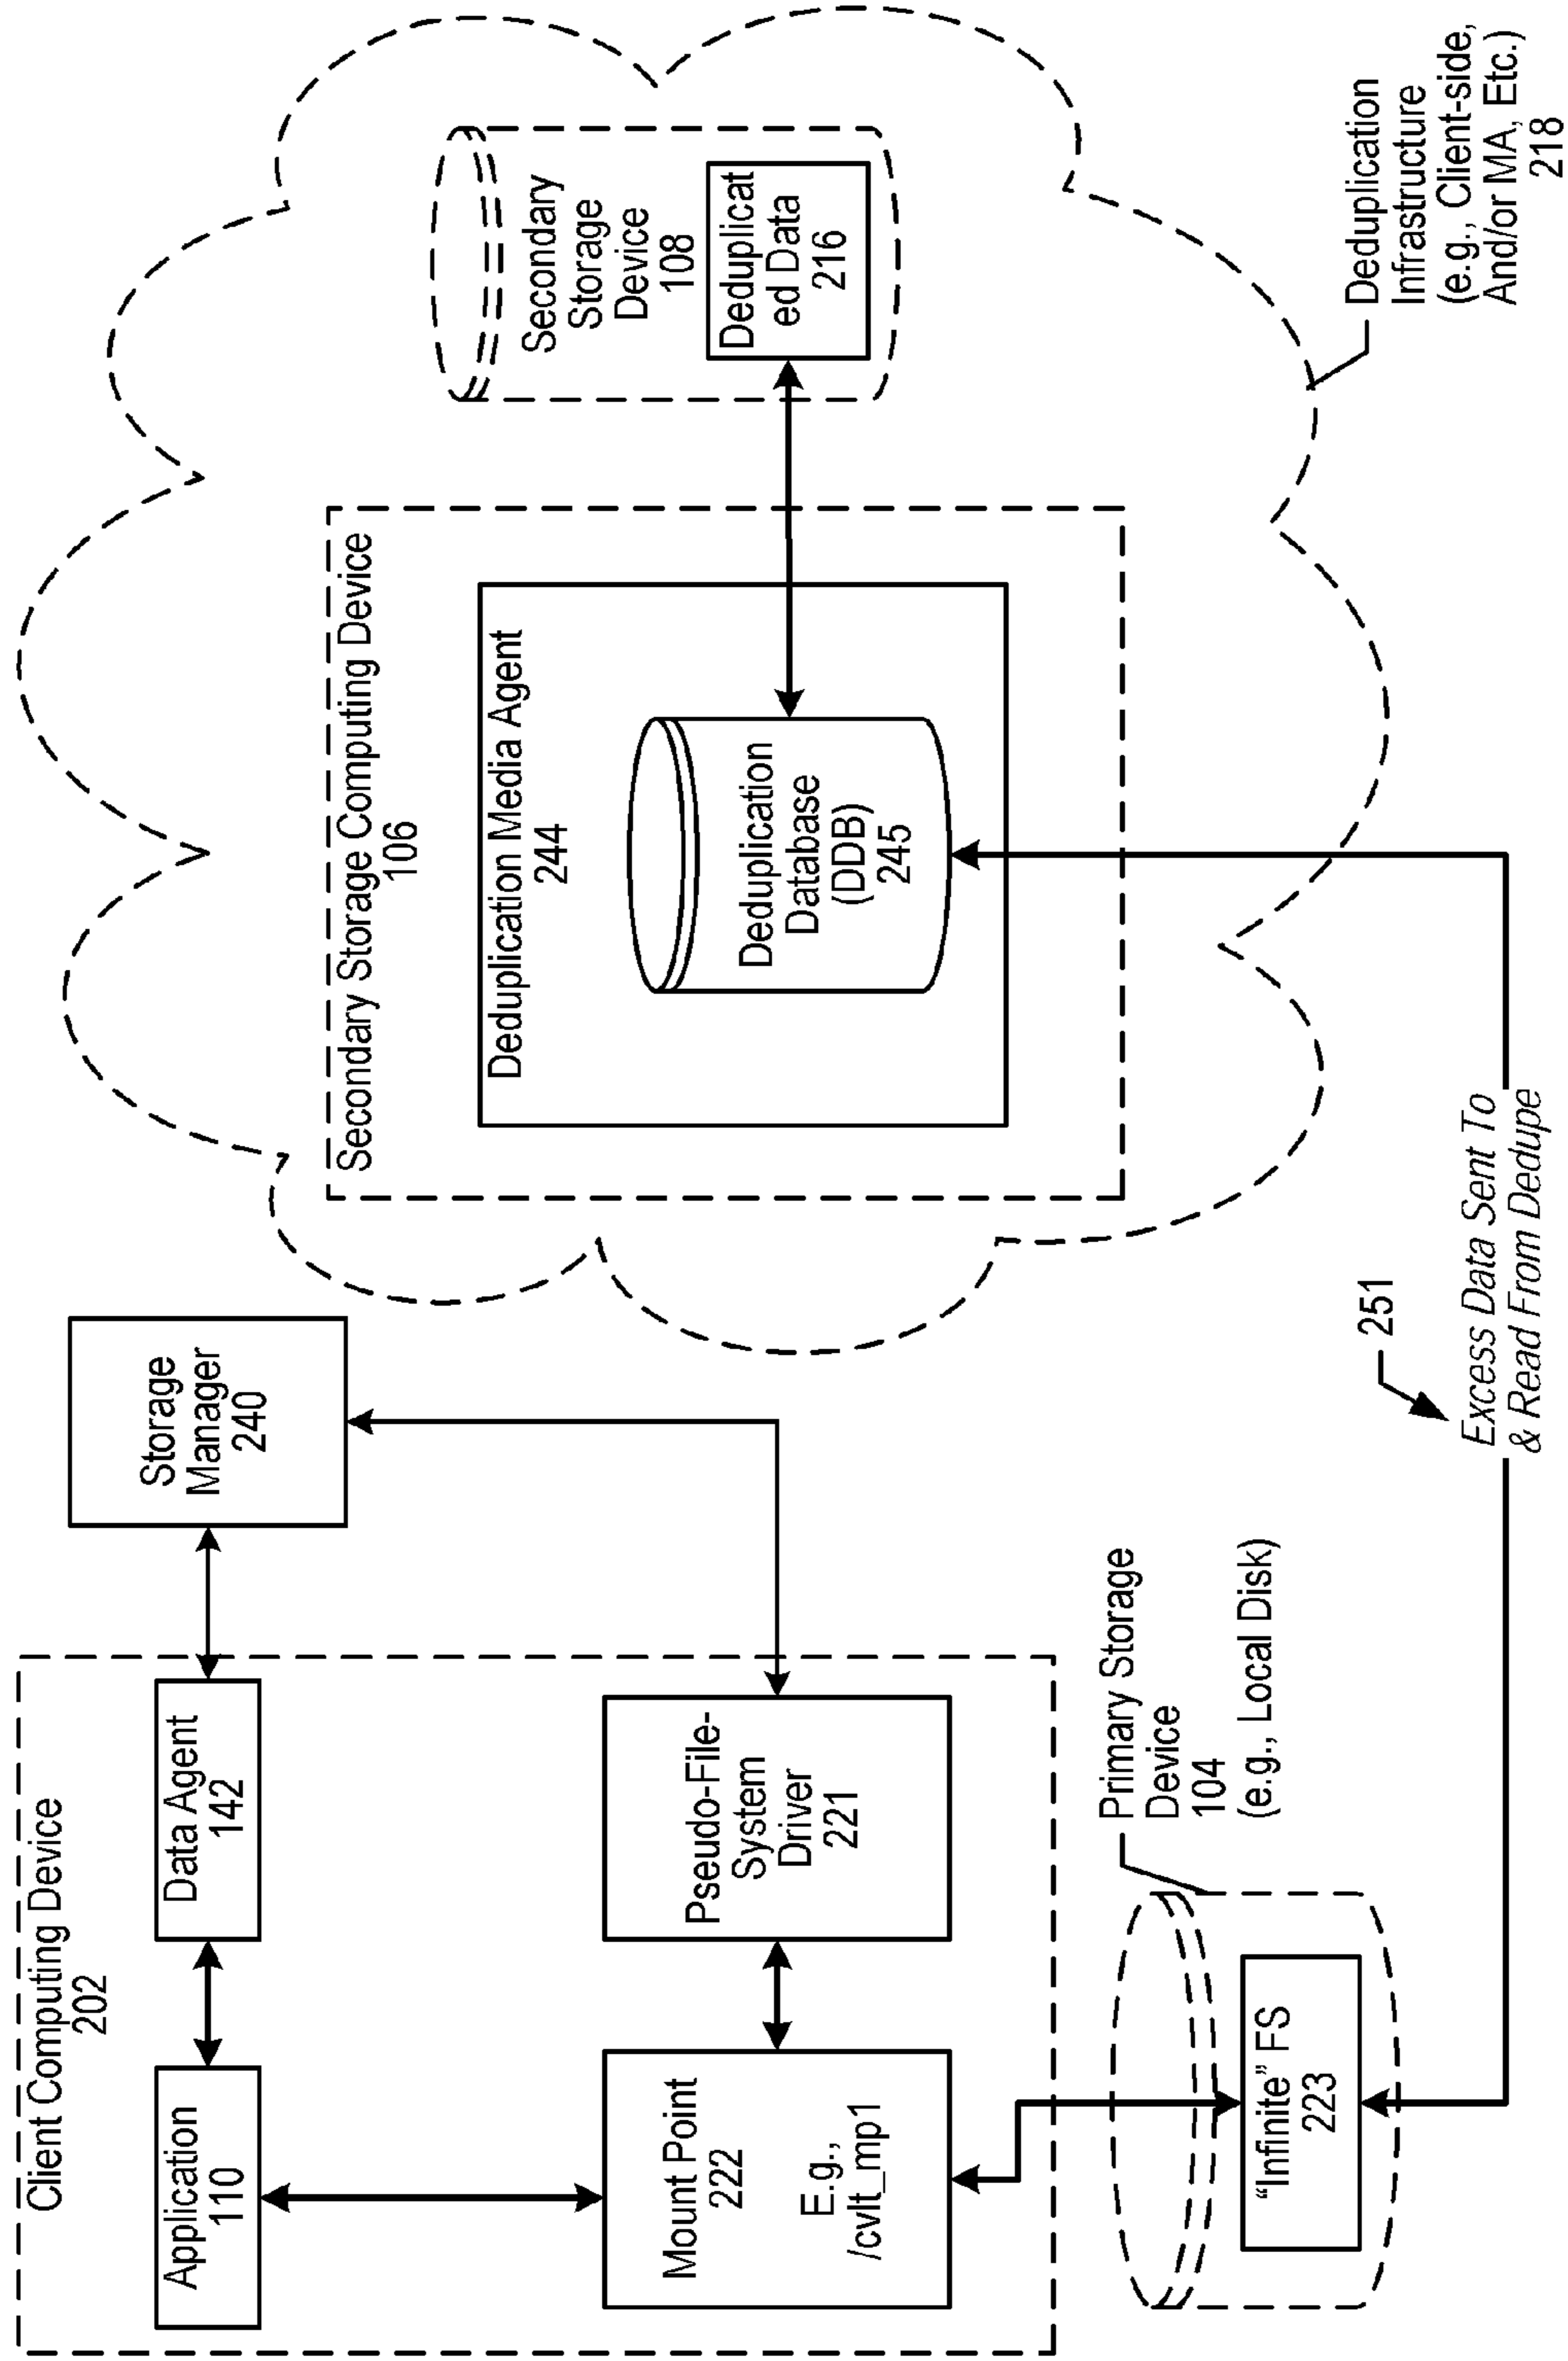 Client Computing Device
202
Application
110
Data Agent
142
Storage
Manager
240
Mount Point
222
E.g.,
/cvlt_mp1
Pseudo-File-
System
Driver
221
Primary Storage
Device
104
(e.g., Local Disk)
“Infinite” FS
223
251
Excess Data Sent To
& Read From Dedupe
Secondary Storage Computing Device
106
Deduplication Media Agent
244
Deduplication
Database
(DDB)
245
Secondary
Storage
Device
108
Deduplicat
ed Data
216
Deduplication
Infrastructure
(e.g., Client-side,
And/or MA, Etc.)
218